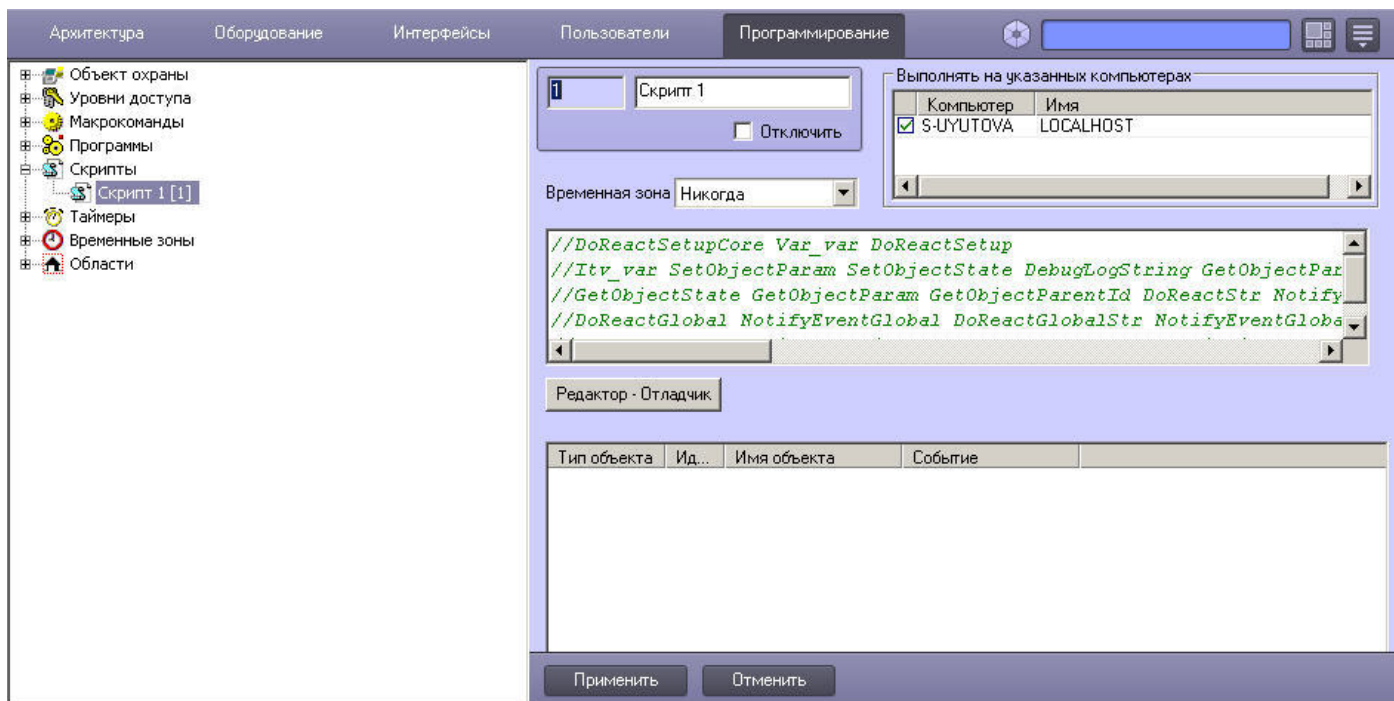 Архитектура Оборудование Интерфейсы Пользователи Программирование
Объект охраны
Уровни доступа
Макрокоманды
Программы
Скрипты
Скрипт 1 [1]
Таймеры
Временные зоны
Области
1 Скрипт 1
Отключить
Выполнять на указанных компьютерах
Компьютер Имя
S-UYUTOVA LOCALHOST
Временная зона Никогда
//DoReactSetupCore Var_var DoReactSetup
//Itv_var SetObjectParam SetObjectState DebugLogString GetObjectPar
//GetObjectState GetObjectParam GetObjectParentId DoReactStr Notify
//DoReactGlobal NotifyEventGlobal DoReactGlobalStr NotifyEventGloba
Редактор - Отладчик
Тип объекта Ид... Имя объекта Событие
Применить Отменить